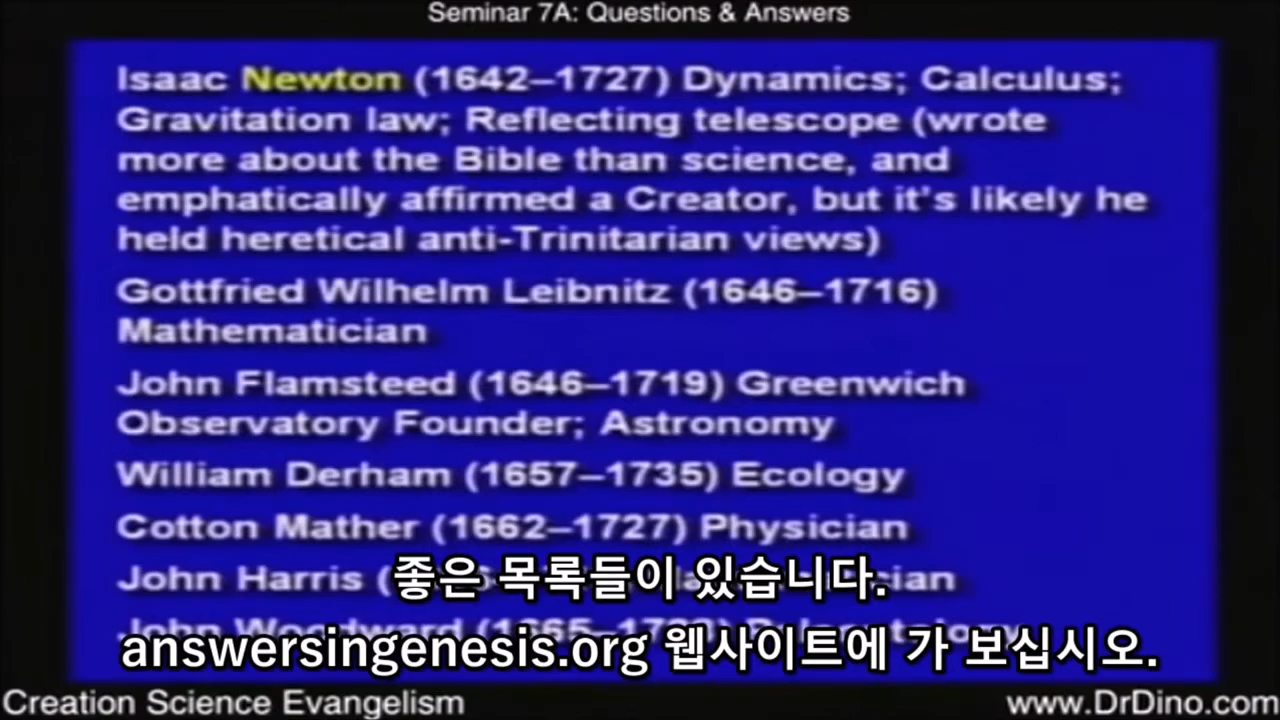 Seminar 7A: Questions & Answers
Isaac Newton (1642–1727) Dynamics; Calculus;
Gravitation law; Reflecting telescope (wrote
more about the Bible than science, and
emphatically affirmed a Creator, but it's likely he
held heretical anti-Trinitarian views)
Gottfried Wilhelm Leibnitz (1646–1716)
Mathematician
John Flamsteed (1646–1719) Greenwich
Observatory Founder; Astronomy
William Derham (1657–1735) Ecology
Cotton Mather (1662–1727) Physician
John Harris
좋은 목록들이 있습니다.
John Woodward
answersingenesis.org 웹사이트에 가 보십시오.
Creation Science Evangelism
www.DrDino.com